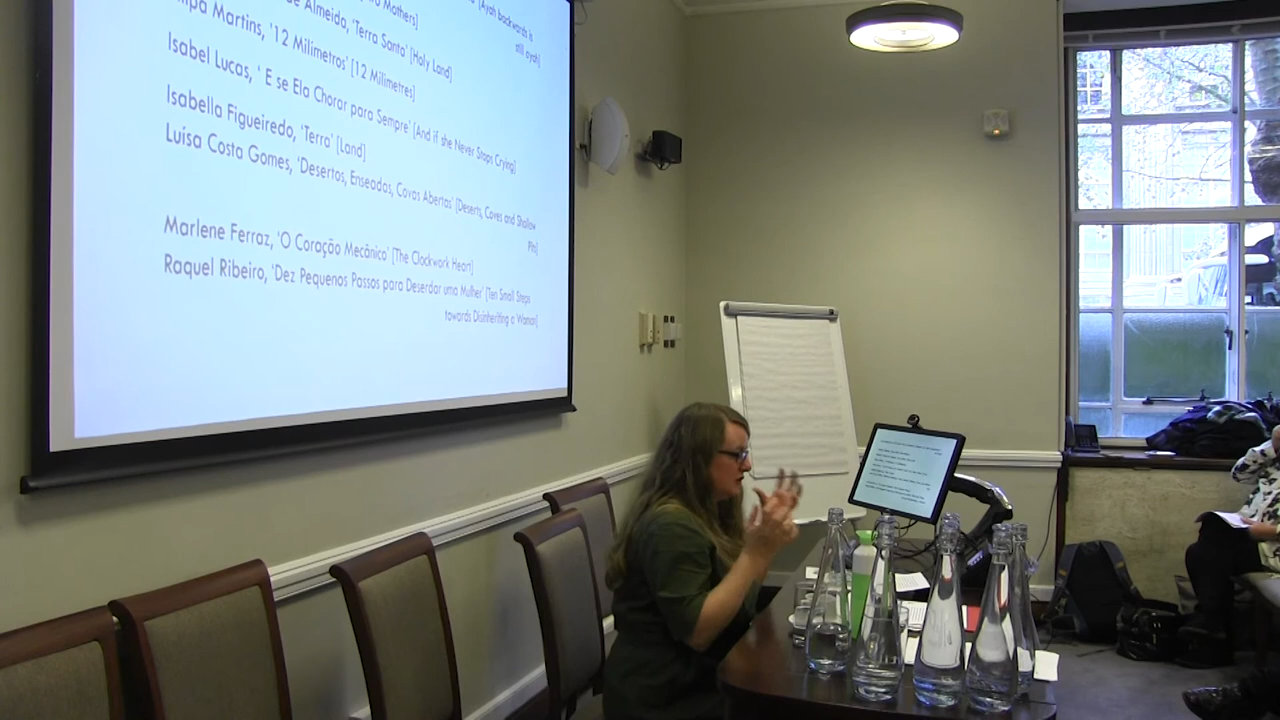 Mothers] [Ayah backwards is
still ayah]
Almeida, 'Terra Santa' [Holy Land]
Martins, '12 Milímetros' [12 Milimetres]
Isabel Lucas, ' E se Ela Chorar para Sempre' [And if she Never Stops Crying]
Isabella Figueiredo, 'Terra' [Land]
Luísa Costa Gomes, 'Desertos, Enseadas, Covas Abertas' [Deserts, Coves and Shallow
Pits]
Marlene Ferraz, 'O Coração Mecânico' [The Clockwork Heart]
Raquel Ribeiro, 'Dez Pequenos Passos para Deserdar uma Mulher' [Ten Small Steps
towards Disinheriting a Woman]